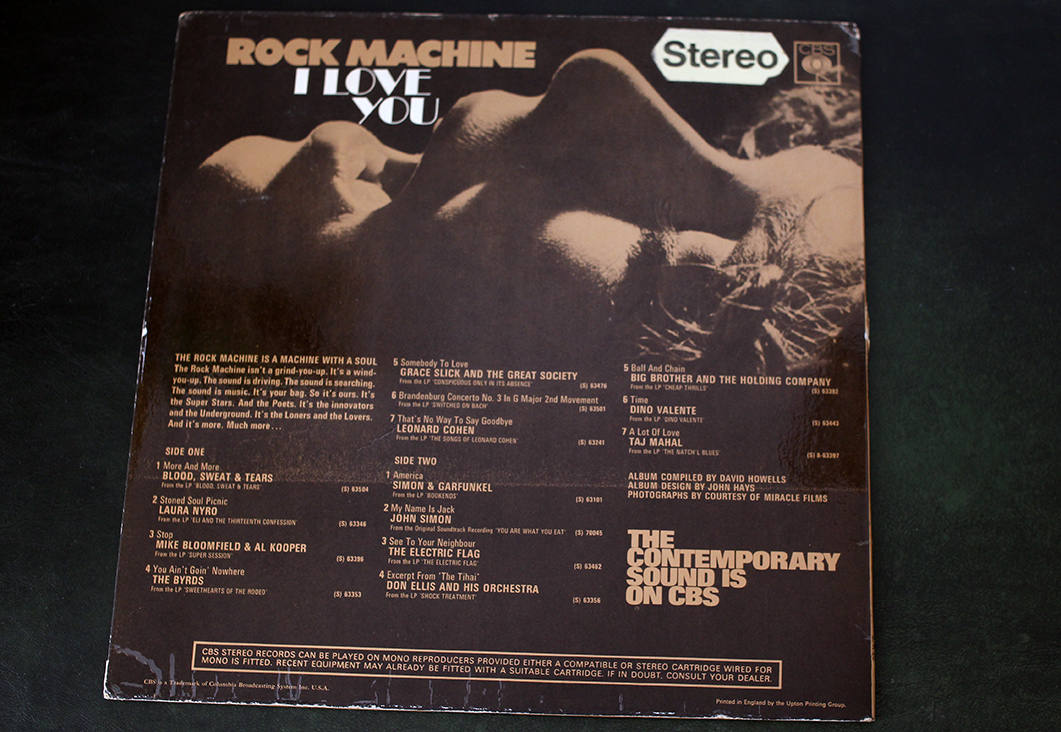 ROCK MACHINE
I LOVE
YOU
Stereo
CBS
THE ROCK MACHINE IS A MACHINE WITH A SOUL
The Rock Machine isn't a grind-you-up. It's a wind-
you-up. The sound is driving. The sound is searching.
The sound is music. It's your bag. So it's ours. It's
the Super Stars. And the Poets. It's the innovators
and the Underground. It's the Loners and the Lovers.
And it's more. Much more...
SIDE ONE
1 More And More
BLOOD, SWEAT & TEARS
From the LP 'BLOOD, SWEAT & TEARS' (S) 63504
2 Stoned Soul Picnic
LAURA NYRO
From the LP 'ELI AND THE THIRTEENTH CONFESSION' (S) 63346
3 Stop
MIKE BLOOMFIELD & AL KOOPER
From the LP 'SUPER SESSION' (S) 63396
4 You Ain't Goin' Nowhere
THE BYRDS
From the LP 'SWEETHEARTS OF THE RODEO' (S) 63353
5 Somebody To Love
GRACE SLICK AND THE GREAT SOCIETY
From the LP 'CONSPICUOUS ONLY IN ITS ABSENCE' (S) 63476
6 Brandenburg Concerto No. 3 In G Major 2nd Movement
From the LP 'SWITCHED ON BACH' (S) 63501
7 That's No Way To Say Goodbye
LEONARD COHEN
From the LP 'THE SONGS OF LEONARD COHEN' (S) 63241
SIDE TWO
1 America
SIMON & GARFUNKEL
From the LP 'BOOKENDS' (S) 63101
2 My Name Is Jack
JOHN SIMON
From the Original Soundtrack Recording 'YOU ARE WHAT YOU EAT' (S) 70045
3 See To Your Neighbour
THE ELECTRIC FLAG
From the LP 'THE ELECTRIC FLAG' (S) 63462
4 Excerpt From 'The Tihai'
DON ELLIS AND HIS ORCHESTRA
From the LP 'SHOCK TREATMENT' (S) 63356
5 Ball And Chain
BIG BROTHER AND THE HOLDING COMPANY
From the LP 'CHEAP THRILLS' (S) 63392
6 Time
DINO VALENTE
From the LP 'DINO VALENTE' (S) 63443
7 A Lot Of Love
TAJ MAHAL
From the LP 'THE NATCH'L BLUES' (S) 8-63397
ALBUM COMPILED BY DAVID HOWELLS
ALBUM DESIGN BY JOHN HAYS
PHOTOGRAPHS BY COURTESY OF MIRACLE FILMS
THE
CONTEMPORARY
SOUND IS
ON CBS
CBS STEREO RECORDS CAN BE PLAYED ON MONO REPRODUCERS PROVIDED EITHER A COMPATIBLE OR STEREO CARTRIDGE WIRED FOR
MONO IS FITTED. RECENT EQUIPMENT MAY ALREADY BE FITTED WITH A SUITABLE CARTRIDGE. IF IN DOUBT, CONSULT YOUR DEALER.
CBS is a Trademark of Columbia Broadcasting System Inc. U.S.A.
Printed in England by the Upton Printing Group.